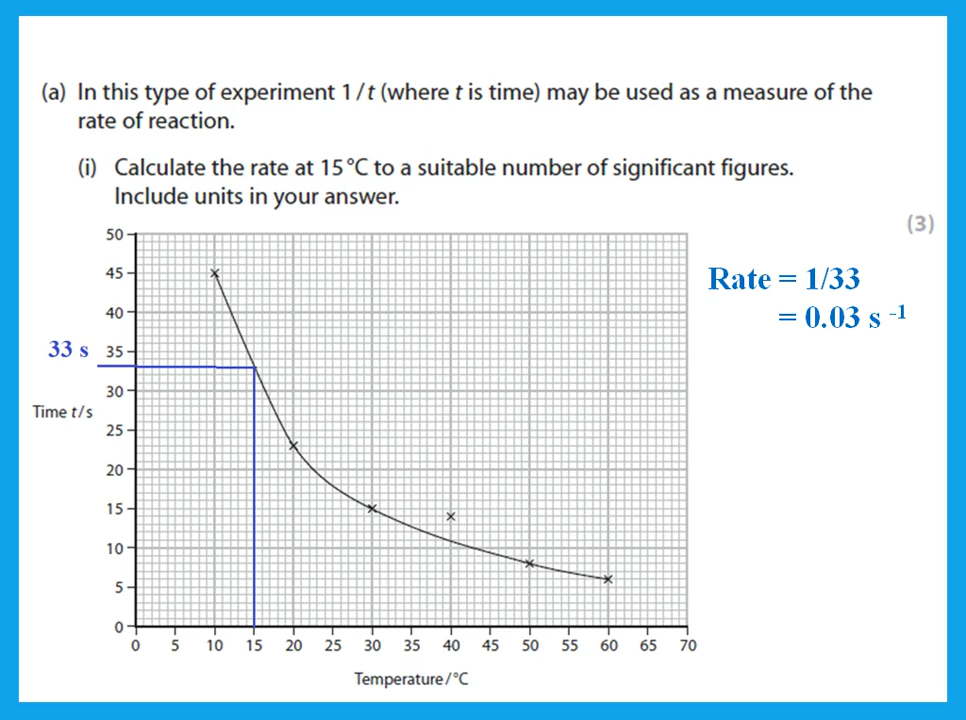 (a) In this type of experiment 1/t (where t is time) may be used as a measure of the
rate of reaction.
(i) Calculate the rate at 15 °C to a suitable number of significant figures.
Include units in your answer.
(3)
50
45
40
35
30
25
20
15
10
5
0
33 s
Time t/s
0 5 10 15 20 25 30 35 40 45 50 55 60 65 70
Temperature/°C
Rate = 1/33
= 0.03 s -1